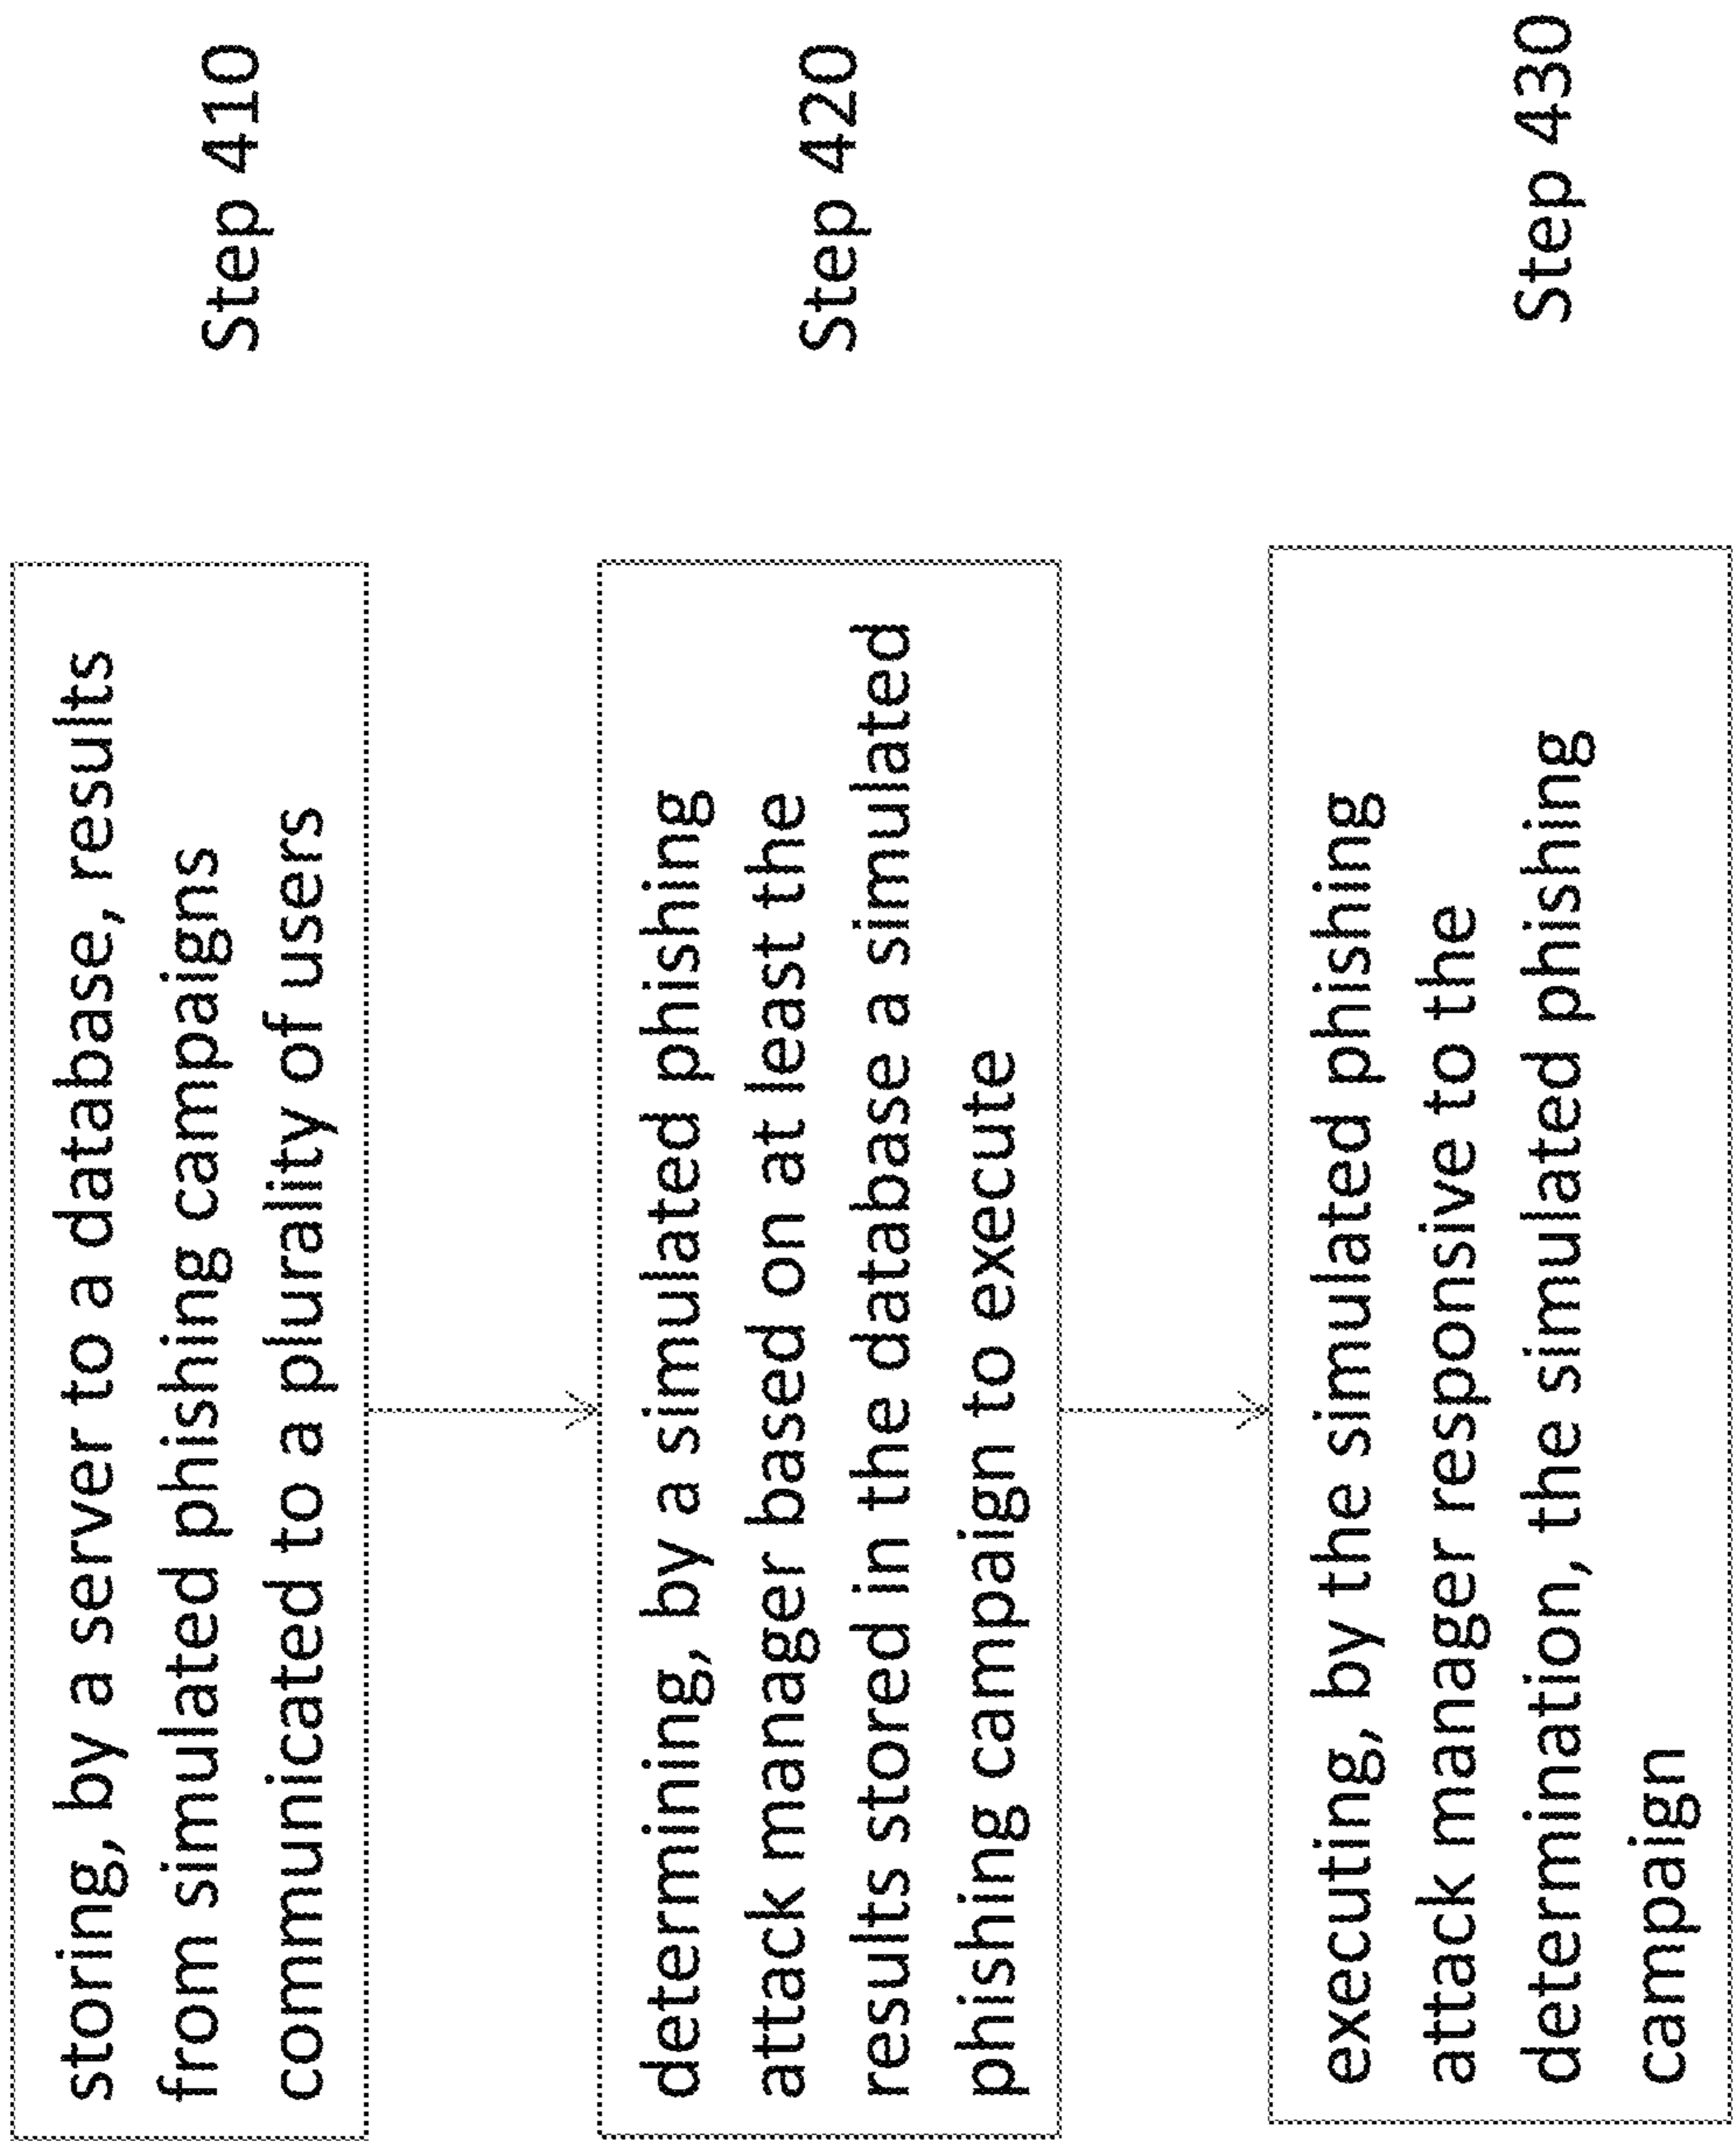 storing, by a server to a database, results
from simulated phishing campaigns
communicated to a plurality of users
Step 410
determining, by a simulated phishing
attack manager based on at least the
results stored in the database a simulated
phishing campaign to execute
Step 420
executing, by the simulated phishing
attack manager responsive to the
determination, the simulated phishing
campaign
Step 430